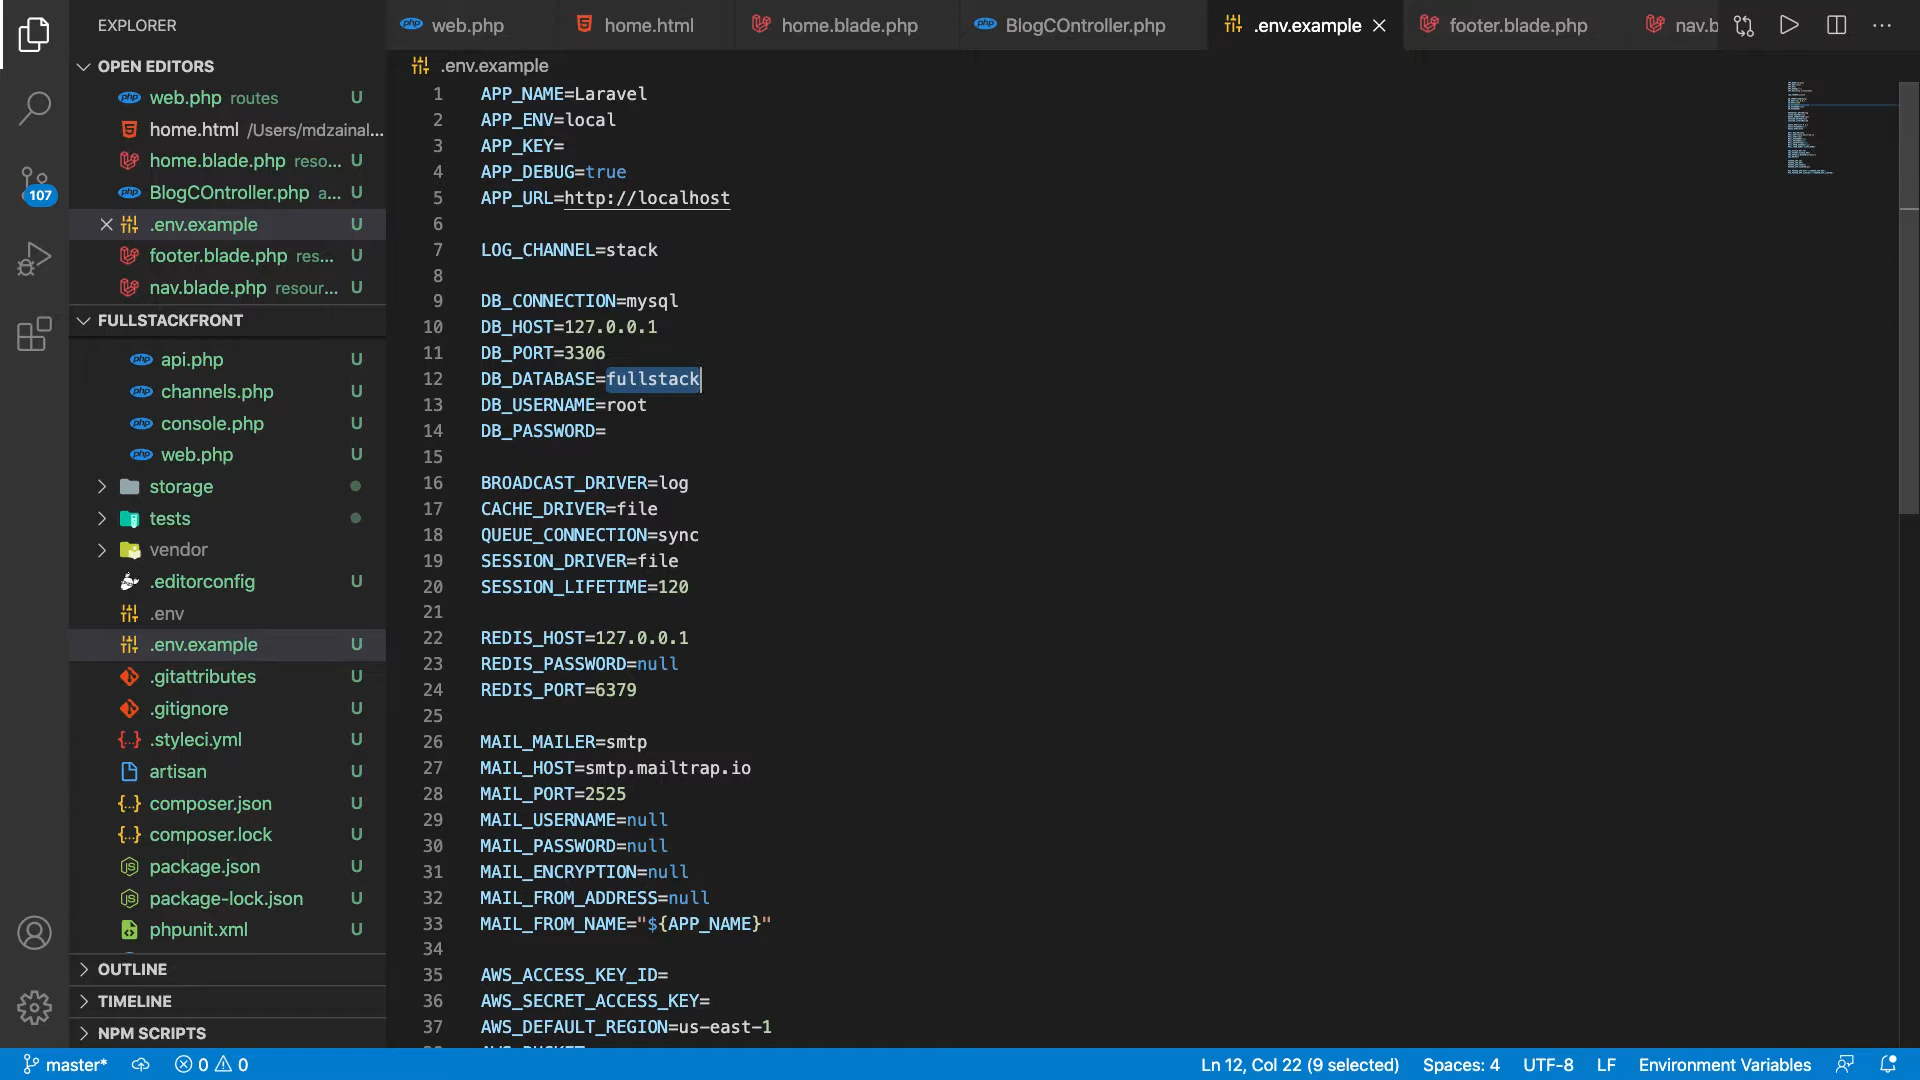 EXPLORER
OPEN EDITORS
web.php routes U
home.html /Users/mdzainal...
home.blade.php reso... U
BlogCOntroller.php a... U
.env.example U
footer.blade.php res... U
nav.blade.php resour... U
FULLSTACKFRONT
api.php U
channels.php U
console.php U
web.php U
storage
tests
vendor
.editorconfig U
.env
.env.example U
.gitattributes U
.gitignore U
.styleci.yml U
artisan U
composer.json U
composer.lock U
package.json U
package-lock.json U
phpunit.xml U
OUTLINE
TIMELINE
NPM SCRIPTS
107
web.php
home.html
home.blade.php
BlogCOntroller.php
.env.example
footer.blade.php
nav.b
.env.example
1 APP_NAME=Laravel
2 APP_ENV=local
3 APP_KEY=
4 APP_DEBUG=true
5 APP_URL=http://localhost
6
7 LOG_CHANNEL=stack
8
9 DB_CONNECTION=mysql
10 DB_HOST=127.0.0.1
11 DB_PORT=3306
12 DB_DATABASE=fullstack
13 DB_USERNAME=root
14 DB_PASSWORD=
15
16 BROADCAST_DRIVER=log
17 CACHE_DRIVER=file
18 QUEUE_CONNECTION=sync
19 SESSION_DRIVER=file
20 SESSION_LIFETIME=120
21
22 REDIS_HOST=127.0.0.1
23 REDIS_PASSWORD=null
24 REDIS_PORT=6379
25
26 MAIL_MAILER=smtp
27 MAIL_HOST=smtp.mailtrap.io
28 MAIL_PORT=2525
29 MAIL_USERNAME=null
30 MAIL_PASSWORD=null
31 MAIL_ENCRYPTION=null
32 MAIL_FROM_ADDRESS=null
33 MAIL_FROM_NAME="${APP_NAME}"
34
35 AWS_ACCESS_KEY_ID=
36 AWS_SECRET_ACCESS_KEY=
37 AWS_DEFAULT_REGION=us-east-1
master* 0 0
Ln 12, Col 22 (9 selected) Spaces: 4 UTF-8 LF Environment Variables